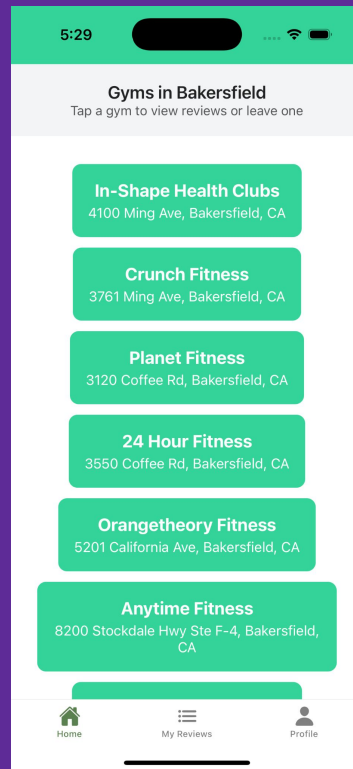 5:29
Gyms in Bakersfield
Tap a gym to view reviews or leave one
In-Shape Health Clubs
4100 Ming Ave, Bakersfield, CA
Crunch Fitness
3761 Ming Ave, Bakersfield, CA
Planet Fitness
3120 Coffee Rd, Bakersfield, CA
24 Hour Fitness
3550 Coffee Rd, Bakersfield, CA
Orangetheory Fitness
5201 California Ave, Bakersfield, CA
Anytime Fitness
8200 Stockdale Hwy Ste F-4, Bakersfield,
CA
Home
My Reviews
Profile